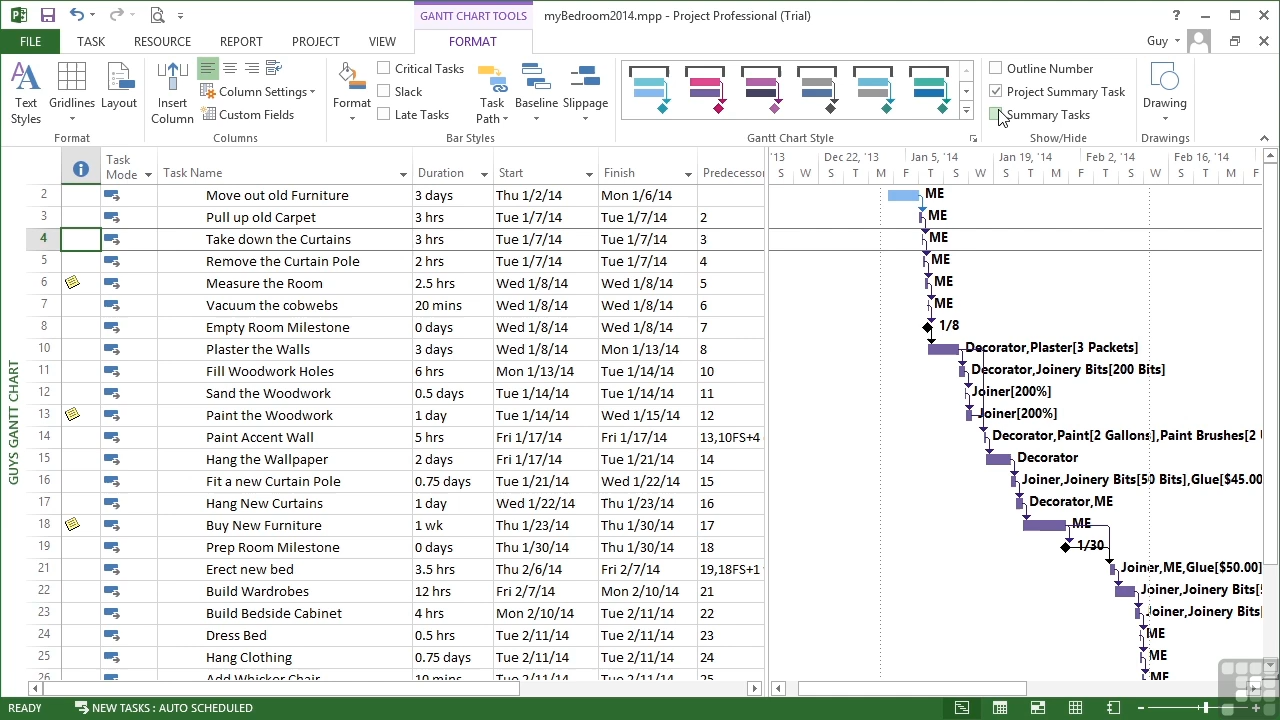 GANTT CHART TOOLS
myBedroom2014.mpp - Project Professional (Trial)
FILE TASK RESOURCE REPORT PROJECT VIEW FORMAT Guy
Text Styles
Gridlines
Layout
Format
Insert Column
Column Settings
Custom Fields
Columns
Format
Critical Tasks
Slack
Late Tasks
Task Path
Baseline
Slippage
Bar Styles
Gantt Chart Style
Outline Number
Project Summary Task
Summary Tasks
Show/Hide
Drawing
Drawings
Task Mode Task Name Duration Start Finish Predecessor
'13 Dec 22, '13 Jan 5, '14 Jan 19, '14 Feb 2, '14 Feb 16, '14
S W S T M F T S W S T M F T S W S T M F
2 Move out old Furniture 3 days Thu 1/2/14 Mon 1/6/14 ME
3 Pull up old Carpet 3 hrs Tue 1/7/14 Tue 1/7/14 2 ME
4 Take down the Curtains 3 hrs Tue 1/7/14 Tue 1/7/14 3 ME
5 Remove the Curtain Pole 2 hrs Tue 1/7/14 Tue 1/7/14 4 ME
6 Measure the Room 2.5 hrs Wed 1/8/14 Wed 1/8/14 5 ME
7 Vacuum the cobwebs 20 mins Wed 1/8/14 Wed 1/8/14 6 ME
8 Empty Room Milestone 0 days Wed 1/8/14 Wed 1/8/14 7 1/8
10 Plaster the Walls 3 days Wed 1/8/14 Mon 1/13/14 8 Decorator,Plaster[3 Packets]
11 Fill Woodwork Holes 6 hrs Mon 1/13/14 Tue 1/14/14 10 Decorator,Joinery Bits[200 Bits]
12 Sand the Woodwork 0.5 days Tue 1/14/14 Tue 1/14/14 11 Joiner[200%]
13 Paint the Woodwork 1 day Tue 1/14/14 Wed 1/15/14 12 Joiner[200%]
14 Paint Accent Wall 5 hrs Fri 1/17/14 Fri 1/17/14 13,10FS+4 Decorator,Paint[2 Gallons],Paint Brushes[2
15 Hang the Wallpaper 2 days Fri 1/17/14 Tue 1/21/14 14 Decorator
16 Fit a new Curtain Pole 0.75 days Tue 1/21/14 Wed 1/22/14 15 Joiner,Joinery Bits[50 Bits],Glue[$45.00
17 Hang New Curtains 1 day Wed 1/22/14 Thu 1/23/14 16 Decorator,ME
18 Buy New Furniture 1 wk Thu 1/23/14 Thu 1/30/14 17 ME
19 Prep Room Milestone 0 days Thu 1/30/14 Thu 1/30/14 18 1/30
21 Erect new bed 3.5 hrs Thu 2/6/14 Fri 2/7/14 19,18FS+1 Joiner,ME,Glue[$50.00]
22 Build Wardrobes 12 hrs Fri 2/7/14 Mon 2/10/14 21 Joiner,Joinery Bits[
23 Build Bedside Cabinet 4 hrs Mon 2/10/14 Tue 2/11/14 22 Joiner,Joinery Bits[
24 Dress Bed 0.5 hrs Tue 2/11/14 Tue 2/11/14 23 ME
25 Hang Clothing 0.75 days Tue 2/11/14 Tue 2/11/14 24 ME
26 Add Whicker Chair 10 mins Tue 2/11/14 Tue 2/11/14 25 ME
GUYS GANTT CHART
READY NEW TASKS : AUTO SCHEDULED